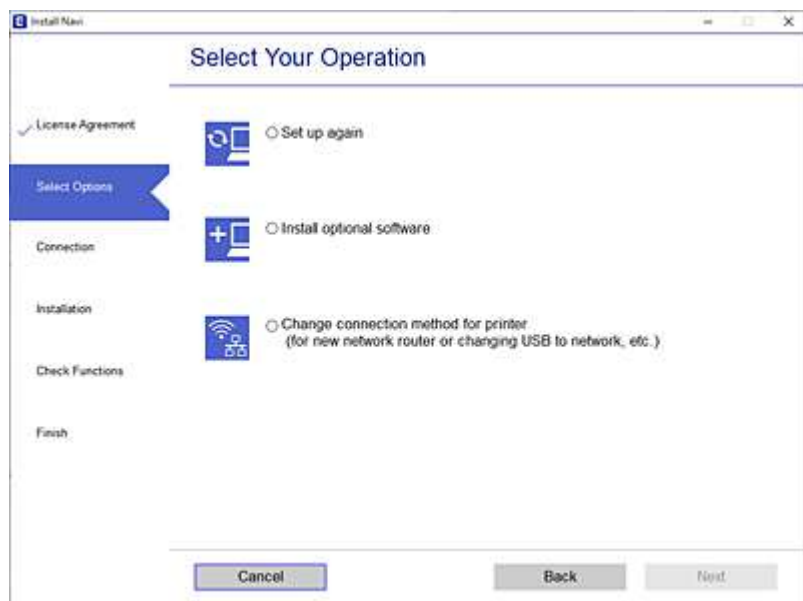 Install Navi
Select Your Operation
License Agreement
Select Options
Connection
Installation
Check Functions
Finish
Set up again
Install optional software
Change connection method for printer
(for new network router or changing USB to network, etc.)
Cancel
Back
Next